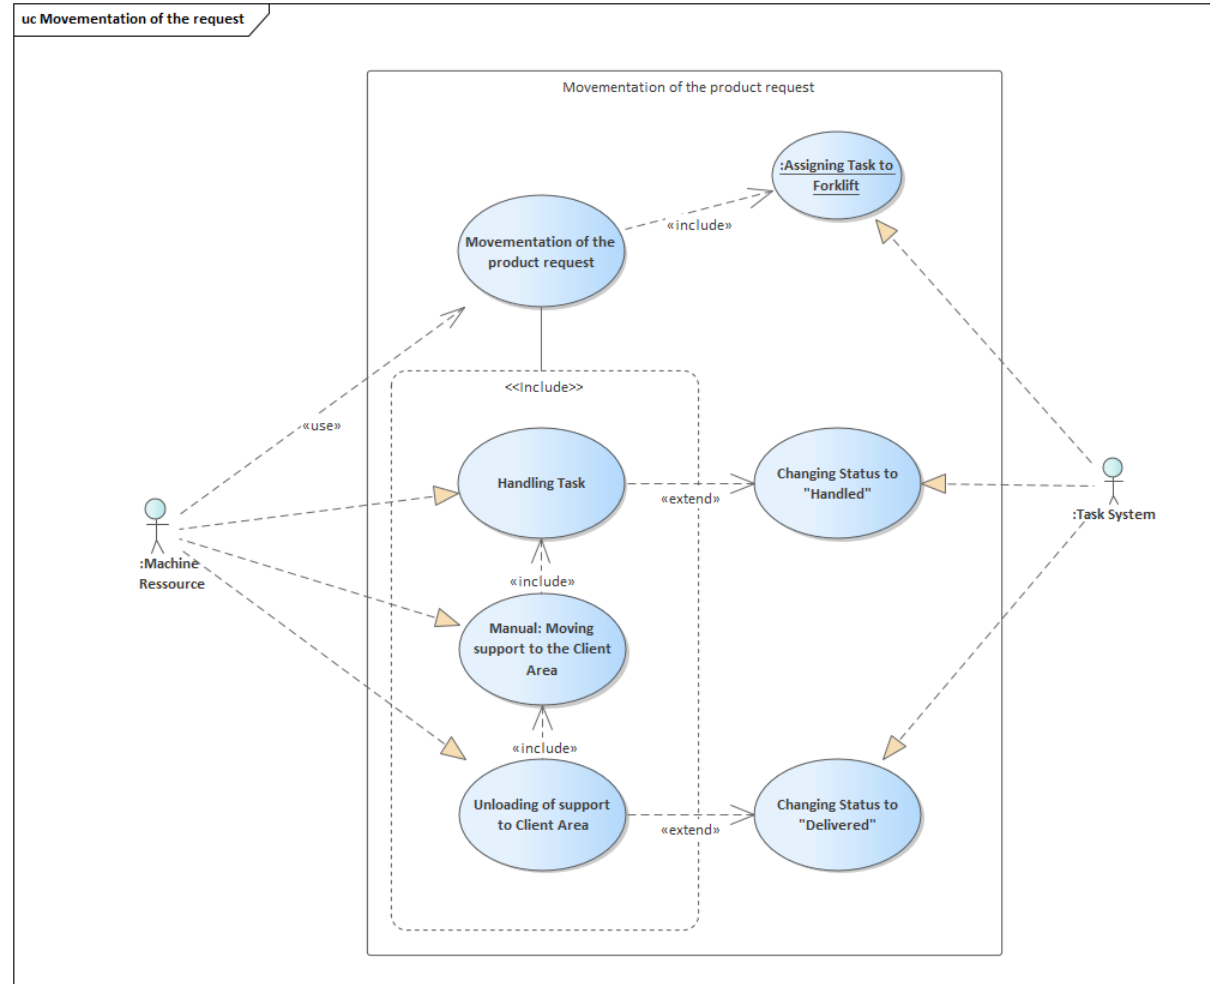 uc Movementation of the request
Movementation of the product request
:Assigning Task to
Forklift
«include»
Movementation of the
product request
<<Include>>
«use»
Handling Task
«extend»
Changing Status to
"Handled"
:Task System
:Machine
Ressource
«include»
Manual: Moving
support to the Client
Area
«include»
Unloading of support
to Client Area
«extend»
Changing Status to
"Delivered"